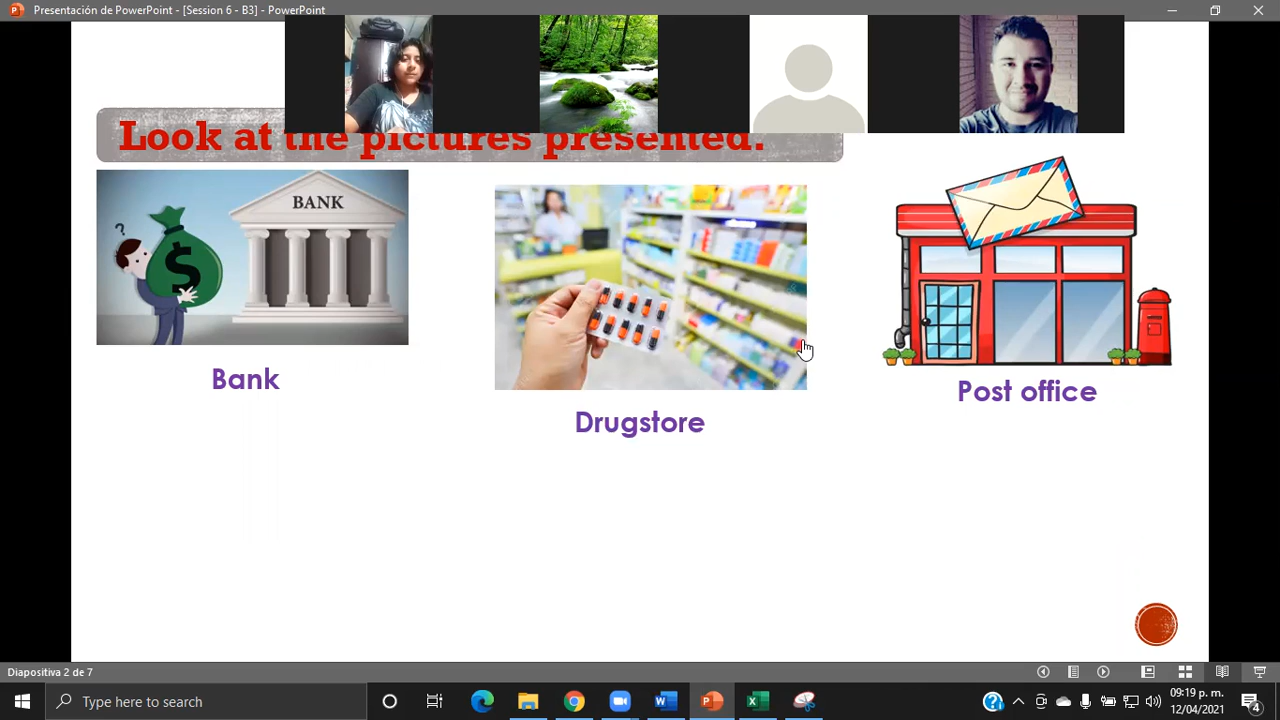 Presentación de PowerPoint - [Session 6 - B3] - PowerPoint
Look at the pictures presented.
BANK
?
$
Bank
Drugstore
Post office
Diapositiva 2 de 7
Type here to search
09:19 p. m.
12/04/2021
4